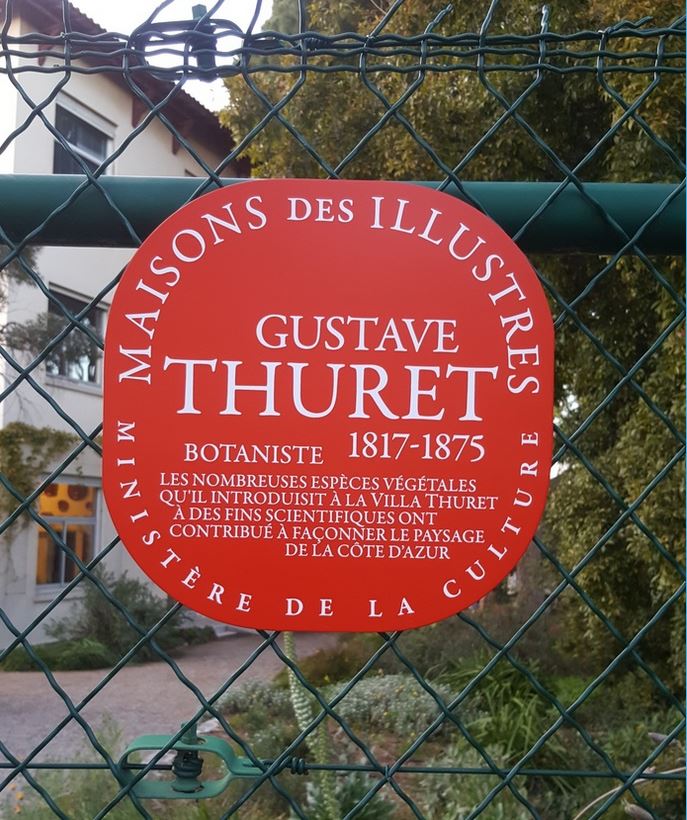 MAISONS DES ILLUSTRES
GUSTAVE
THURET
BOTANISTE 1817-1875
LES NOMBREUSES ESPÈCES VÉGÉTALES
QU'IL INTRODUISIT À LA VILLA THURET
À DES FINS SCIENTIFIQUES ONT
CONTRIBUÉ À FAÇONNER LE PAYSAGE
DE LA CÔTE D'AZUR
MINISTÈRE DE LA CULTURE